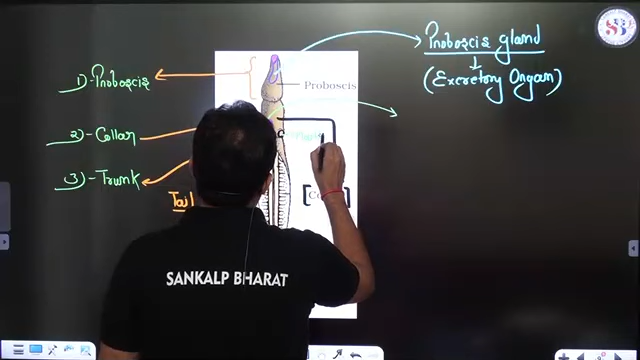 Proboscis gland
(Excretory Organ)
1) - Proboscis
Proboscis
2) - Collar
3) - Trunk
Tail
SANKALP BHARAT